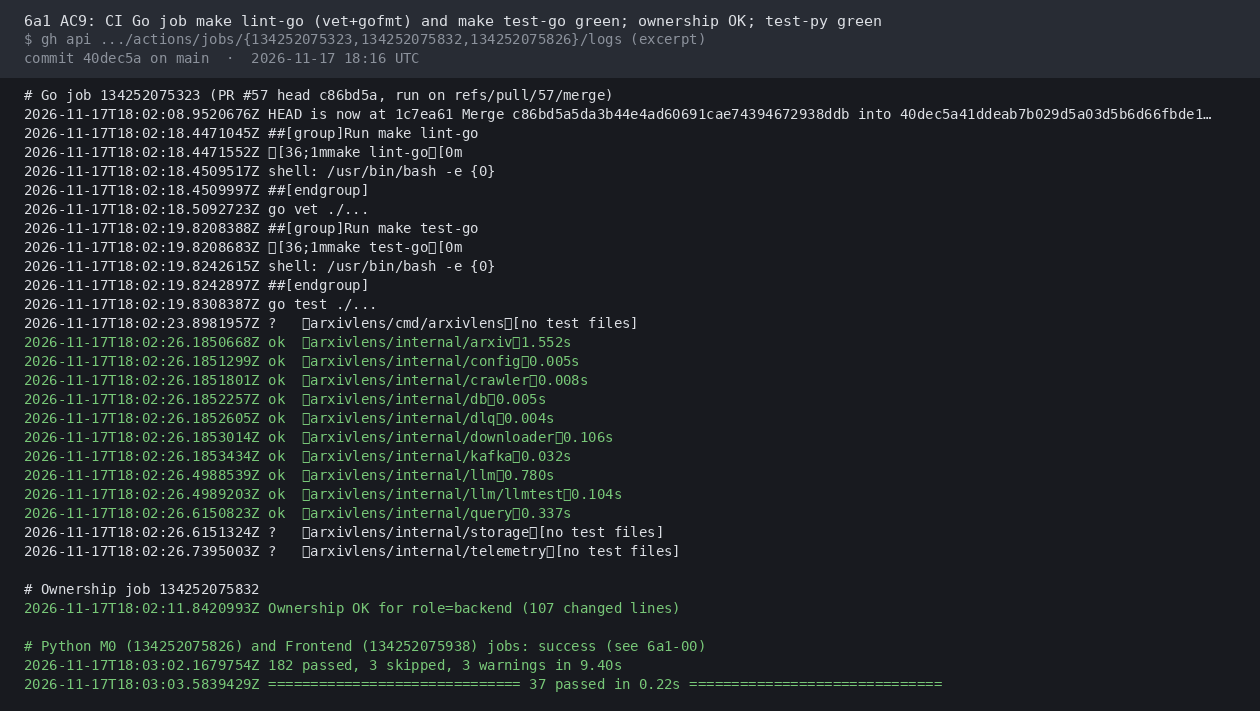 6a1 AC9: CI Go job make lint-go (vet+gofmt) and make test-go green; ownership OK; test-py green
$ gh api .../actions/jobs/{134252075323,134252075832,134252075826}/logs (excerpt)
commit 40dec5a on main · 2026-11-17 18:16 UTC
# Go job 134252075323 (PR #57 head c86bd5a, run on refs/pull/57/merge)
2026-11-17T18:02:08.9520676Z HEAD is now at 1c7ea61 Merge c86bd5a5da3b44e4ad60691cae74394672938ddb into 40dec5a41ddeab7b029d5a03d5b6d66fbde1…
2026-11-17T18:02:18.4471045Z ##[group]Run make lint-go
2026-11-17T18:02:18.4471552Z □[36;1mmake lint-go□[0m
2026-11-17T18:02:18.4509517Z shell: /usr/bin/bash -e {0}
2026-11-17T18:02:18.4509997Z ##[endgroup]
2026-11-17T18:02:18.5092723Z go vet ./...
2026-11-17T18:02:19.8208388Z ##[group]Run make test-go
2026-11-17T18:02:19.8208683Z □[36;1mmake test-go□[0m
2026-11-17T18:02:19.8242615Z shell: /usr/bin/bash -e {0}
2026-11-17T18:02:19.8242897Z ##[endgroup]
2026-11-17T18:02:19.8308387Z go test ./...
2026-11-17T18:02:23.8981957Z ?   □arxivlens/cmd/arxivlens□[no test files]
2026-11-17T18:02:26.1850668Z ok  □arxivlens/internal/arxiv□1.552s
2026-11-17T18:02:26.1851299Z ok  □arxivlens/internal/config□0.005s
2026-11-17T18:02:26.1851801Z ok  □arxivlens/internal/crawler□0.008s
2026-11-17T18:02:26.1852257Z ok  □arxivlens/internal/db□0.005s
2026-11-17T18:02:26.1852605Z ok  □arxivlens/internal/dlq□0.004s
2026-11-17T18:02:26.1853014Z ok  □arxivlens/internal/downloader□0.106s
2026-11-17T18:02:26.1853434Z ok  □arxivlens/internal/kafka□0.032s
2026-11-17T18:02:26.4988539Z ok  □arxivlens/internal/llm□0.780s
2026-11-17T18:02:26.4989203Z ok  □arxivlens/internal/llm/llmtest□0.104s
2026-11-17T18:02:26.6150823Z ok  □arxivlens/internal/query□0.337s
2026-11-17T18:02:26.6151324Z ?   □arxivlens/internal/storage□[no test files]
2026-11-17T18:02:26.7395003Z ?   □arxivlens/internal/telemetry□[no test files]
# Ownership job 134252075832
2026-11-17T18:02:11.8420993Z Ownership OK for role=backend (107 changed lines)
# Python M0 (134252075826) and Frontend (134252075938) jobs: success (see 6a1-00)
2026-11-17T18:03:02.1679754Z 182 passed, 3 skipped, 3 warnings in 9.40s
2026-11-17T18:03:03.5839429Z ============================== 37 passed in 0.22s ==============================